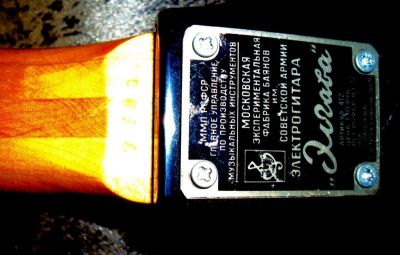 ММП РСФСР
ГЛАВНОЕ УПРАВЛЕНИЕ
ПО ПРОИЗВОДСТВУ
МУЗЫКАЛЬНЫХ ИНСТРУМЕНТОВ
МОСКОВСКАЯ
ЭКСПЕРИМЕНТАЛЬНАЯ
ФАБРИКА БАЯНОВ
ИМ.
СОВЕТСКОЙ АРМИИ
ЭЛЕКТРОГИТАРА
"Элгава"